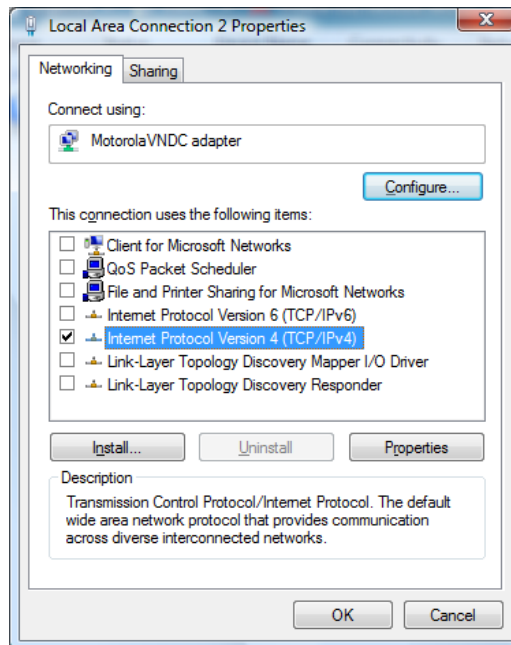 Local Area Connection 2 Properties
Networking
Sharing
Connect using:
MotorolaVNDC adapter
Configure...
This connection uses the following items:
Client for Microsoft Networks
QoS Packet Scheduler
File and Printer Sharing for Microsoft Networks
Internet Protocol Version 6 (TCP/IPv6)
Internet Protocol Version 4 (TCP/IPv4)
Link-Layer Topology Discovery Mapper I/O Driver
Link-Layer Topology Discovery Responder
Install...
Uninstall
Properties
Description
Transmission Control Protocol/Internet Protocol. The default
wide area network protocol that provides communication
across diverse interconnected networks.
OK
Cancel